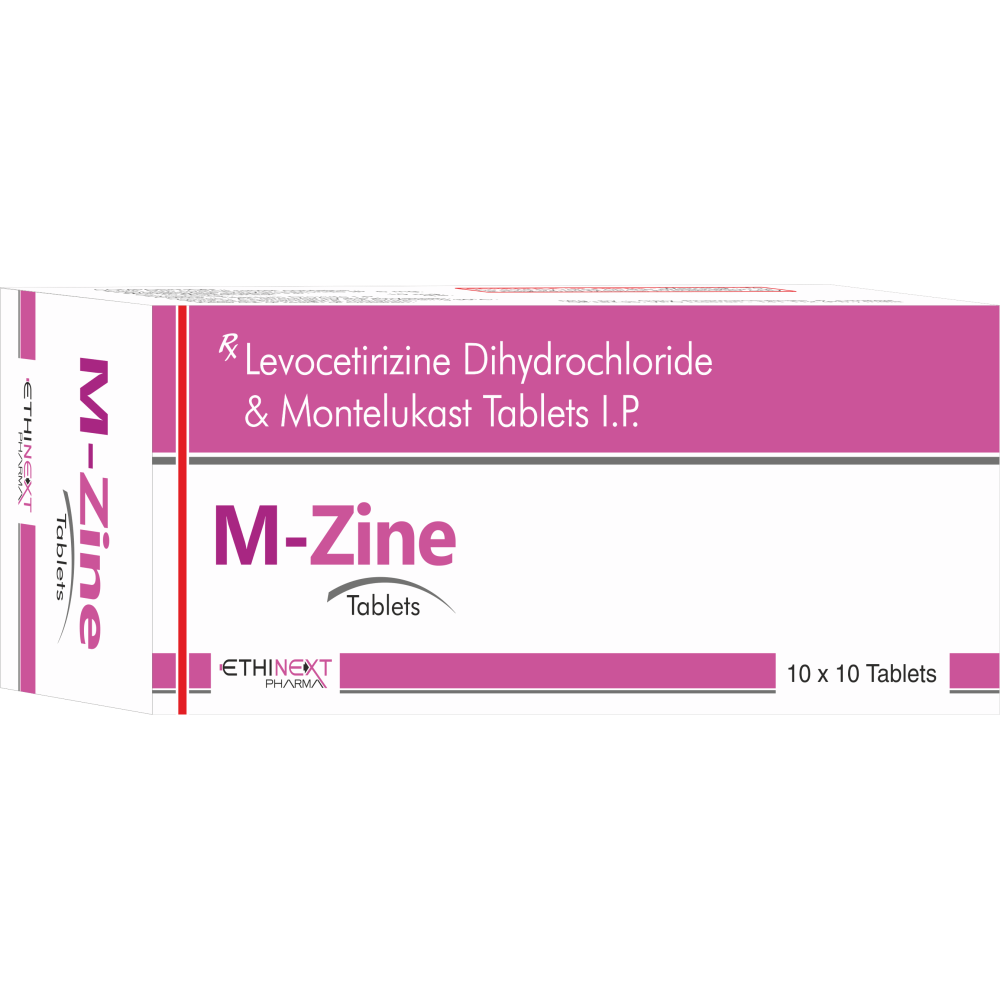 ℞ Levocetirizine Dihydrochloride
& Montelukast Tablets I.P.
M-Zine
Tablets
ETHINEXT
PHARMA
10 x 10 Tablets
M-Zine
Tablets
ETHINEXT
PHARMA